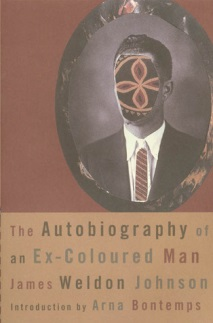 The Autobiography of
an Ex-Coloured Man
James Weldon Johnson
Introduction by Arna Bontemps